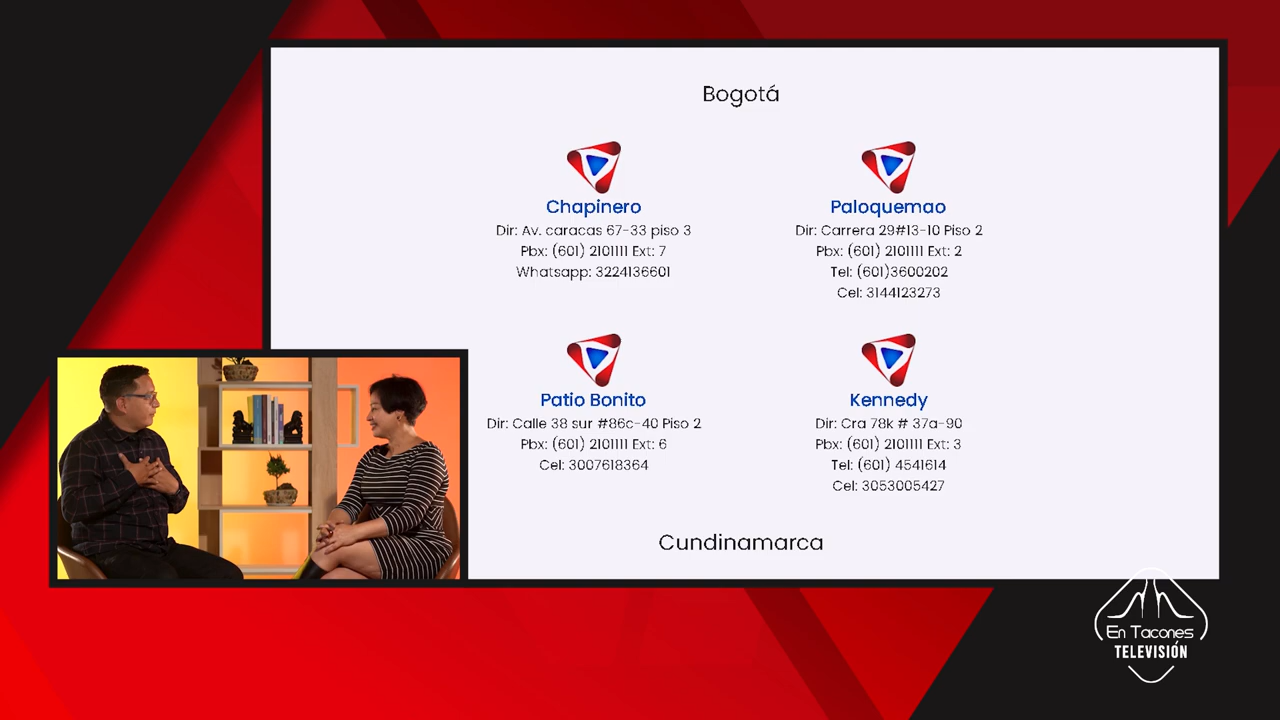 Bogotá
Chapinero
Dir: Av. caracas 67-33 piso 3
Pbx: (601) 2101111 Ext: 7
Whatsapp: 3224136601
Paloquemao
Dir: Carrera 29#13-10 Piso 2
Pbx: (601) 2101111 Ext: 2
Tel: (601)3600202
Cel: 3144123273
Patio Bonito
Dir: Calle 38 sur #86c-40 Piso 2
Pbx: (601) 2101111 Ext: 6
Cel: 3007618364
Kennedy
Dir: Cra 78k # 37a-90
Pbx: (601) 2101111 Ext: 3
Tel: (601) 4541614
Cel: 3053005427
Cundinamarca
En Tacones
TELEVISIÓN